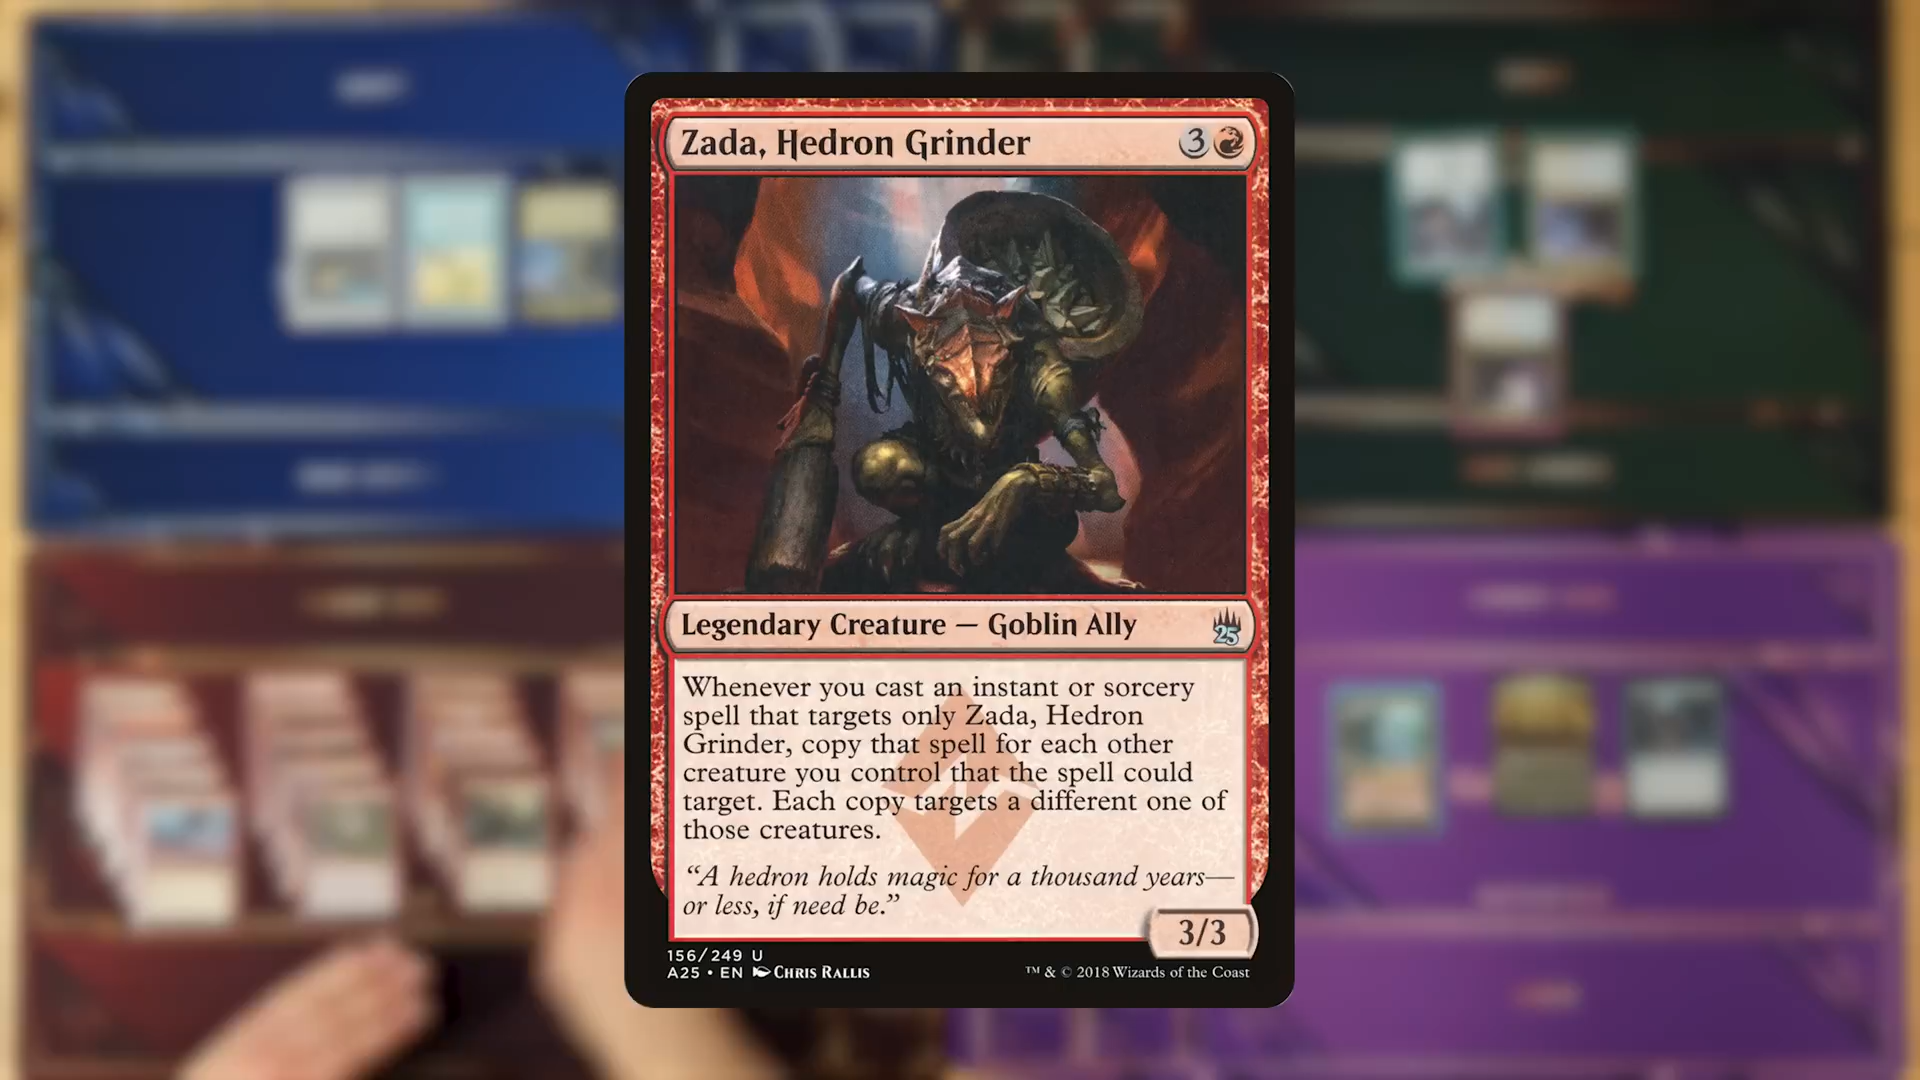 Zada, Hedron Grinder
3
Legendary Creature — Goblin Ally
25
Whenever you cast an instant or sorcery
spell that targets only Zada, Hedron
Grinder, copy that spell for each other
creature you control that the spell could
target. Each copy targets a different one of
those creatures.
“A hedron holds magic for a thousand years—
or less, if need be.”
3/3
156/249 U
A25 • EN Chris Rallis
™ & © 2018 Wizards of the Coast